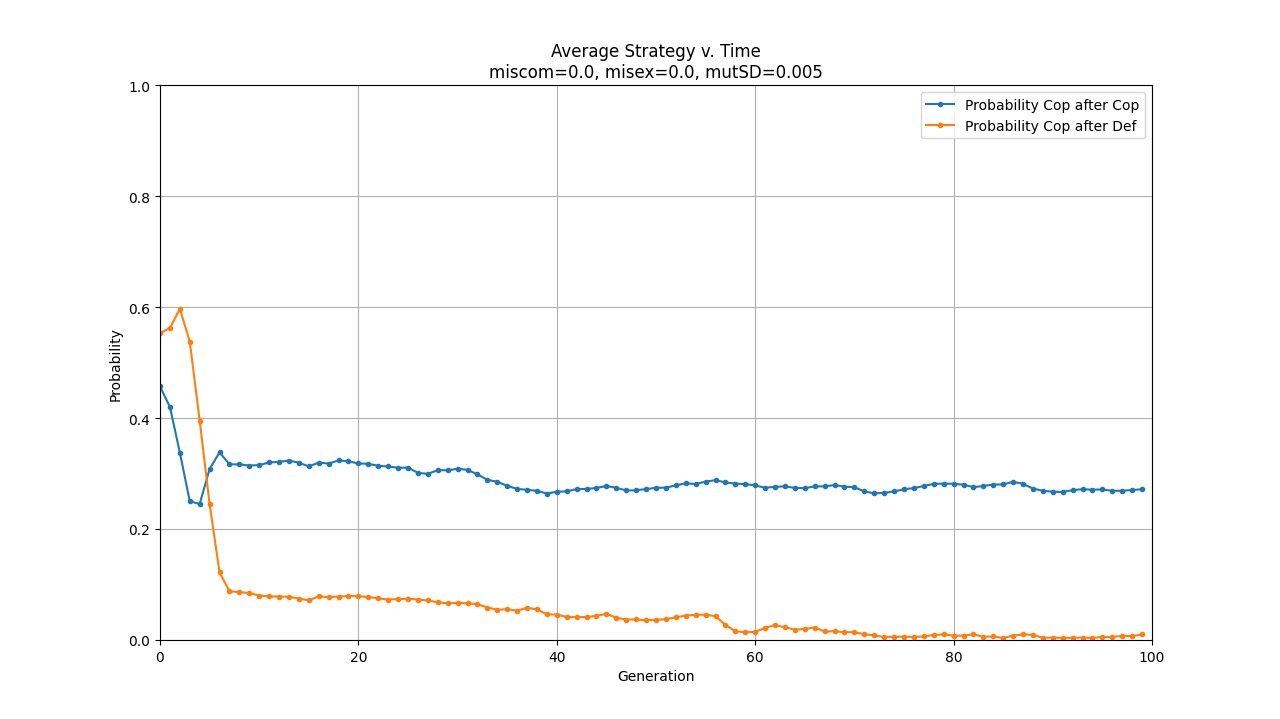 Average Strategy v. Time
miscom=0.0, misex=0.0, mutSD=0.005
Probability Cop after Cop
Probability Cop after Def
1.0
0.8
0.6
0.4
0.2
0.0
Probability
0 20 40 60 80 100
Generation